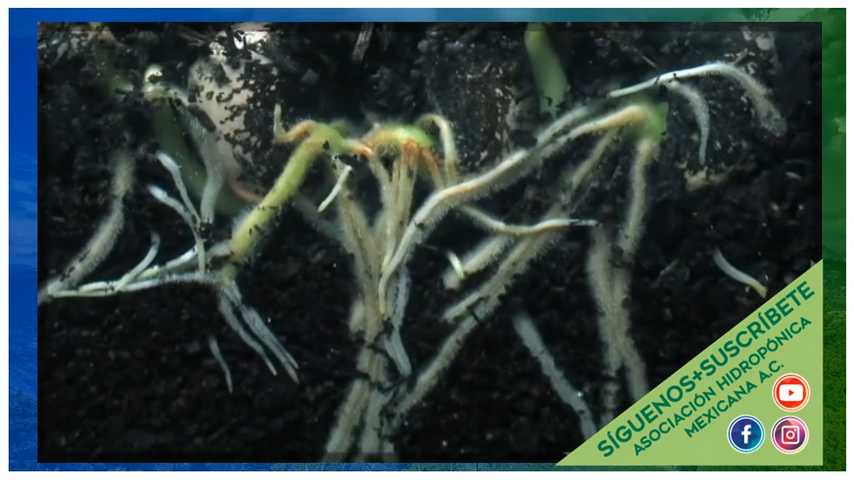 SÍGUENOS+SUSCRÍBETE
ASOCIACIÓN HIDROPÓNICA
MEXICANA A.C.